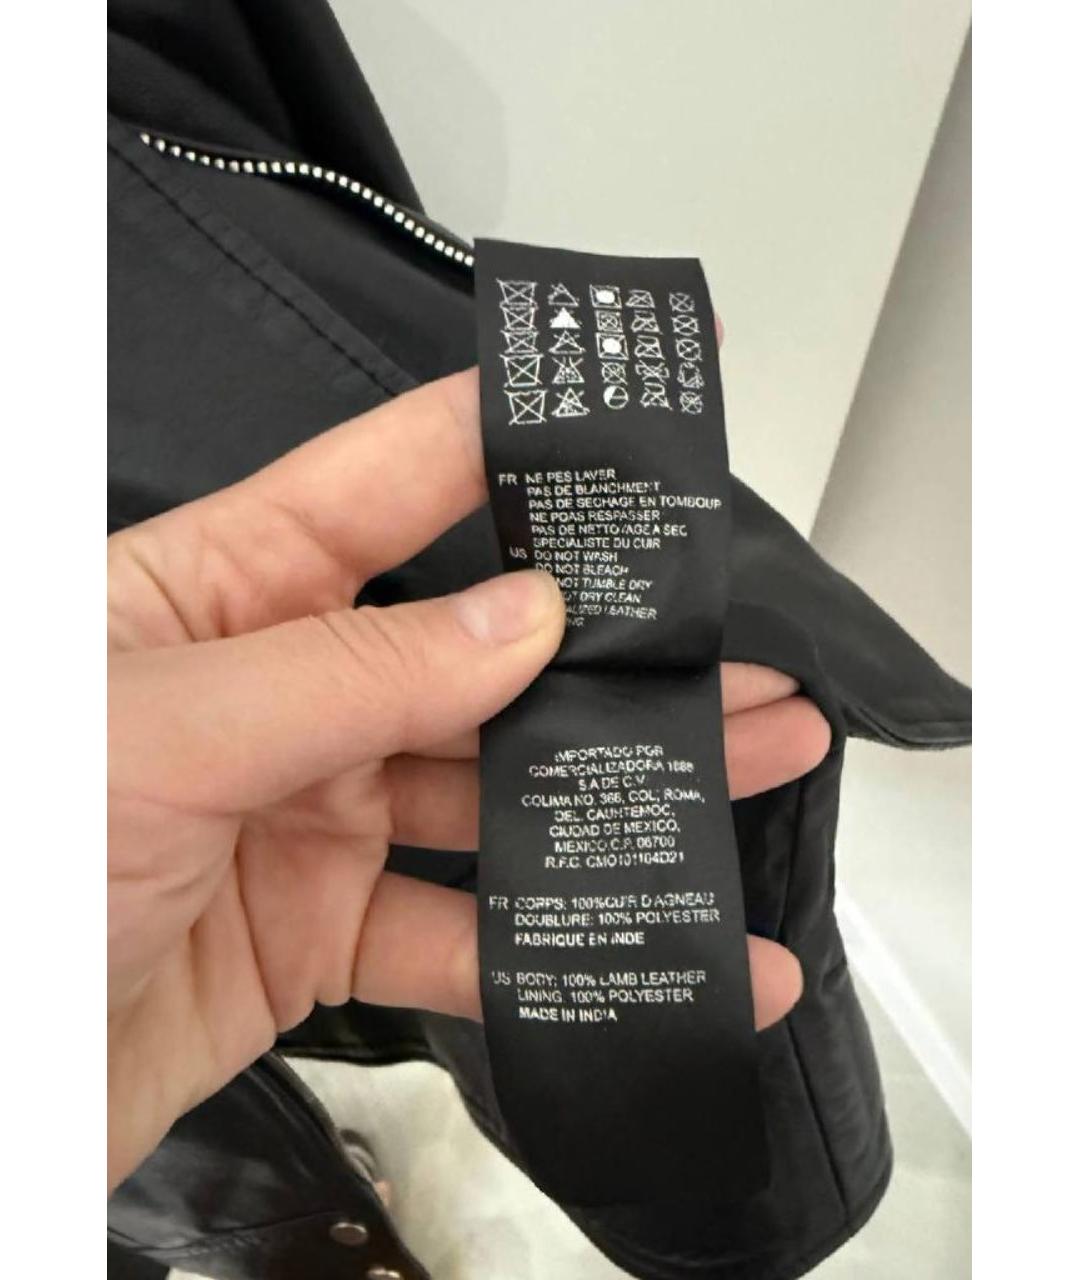 FR NE PES LAVER
PAS DE BLANCHMENT
PAS DE SECHAGE EN TOMBOUP
NE POAS RESPASSER
PAS DE NETTOYAGE A SEC
SPECIALISTE DU CUIR
US DO NOT WASH
DO NOT BLEACH
NOT TUMBLE DRY
OT DRY CLEAN
ALIZED LEATHER
IMPORTADO POR
COMERCIALIZADORA 1888
S.A DE C.V
COLIMA NO. 366, COL; ROMA,
DEL. CAUHTEMOC,
CIUDAD DE MEXICO,
MEXICO,C.P. 06700
R.F.C. CMO101104D21
FR CORPS: 100%CUIR D AGNEAU
DOUBLURE: 100% POLYESTER
FABRIQUE EN INDE
US BODY: 100% LAMB LEATHER
LINING: 100% POLYESTER
MADE IN INDIA